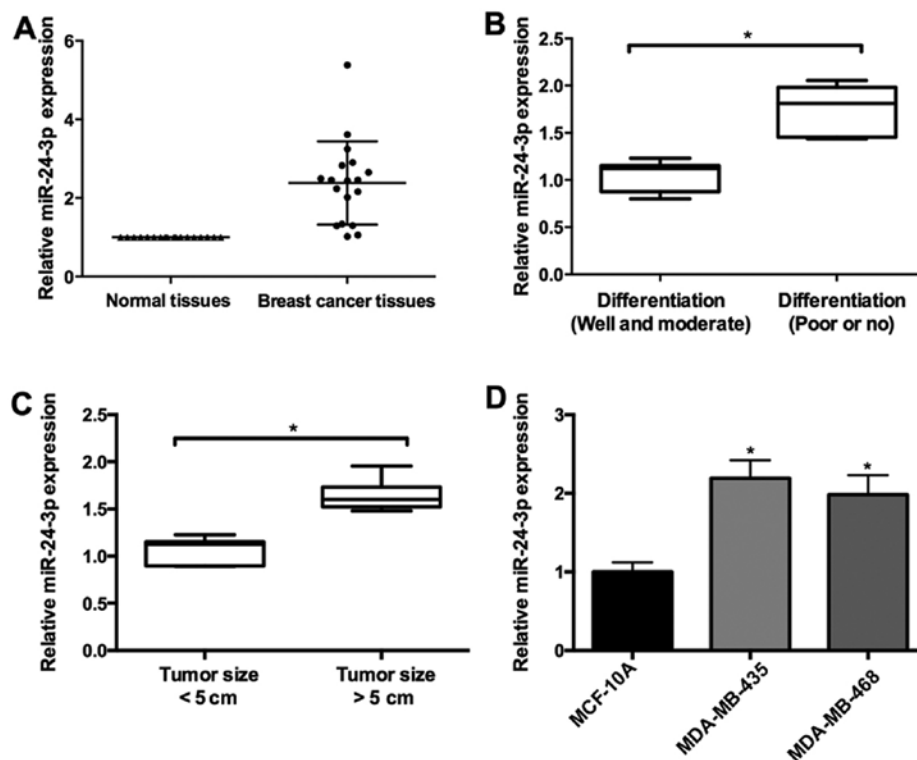 A
Relative miR-24-3p expression
6
4
2
0
Normal tissues
Breast cancer tissues
B
Relative miR-24-3p expression
2.5
2.0
1.5
1.0
0.5
0.0
*
Differentiation
(Well and moderate)
Differentiation
(Poor or no)
C
Relative miR-24-3p expression
2.5
2.0
1.5
1.0
0.5
0.0
*
Tumor size
< 5 cm
Tumor size
> 5 cm
D
Relative miR-24-3p expression
3
2
1
0
*
*
MCF-10A
MDA-MB-435
MDA-MB-468